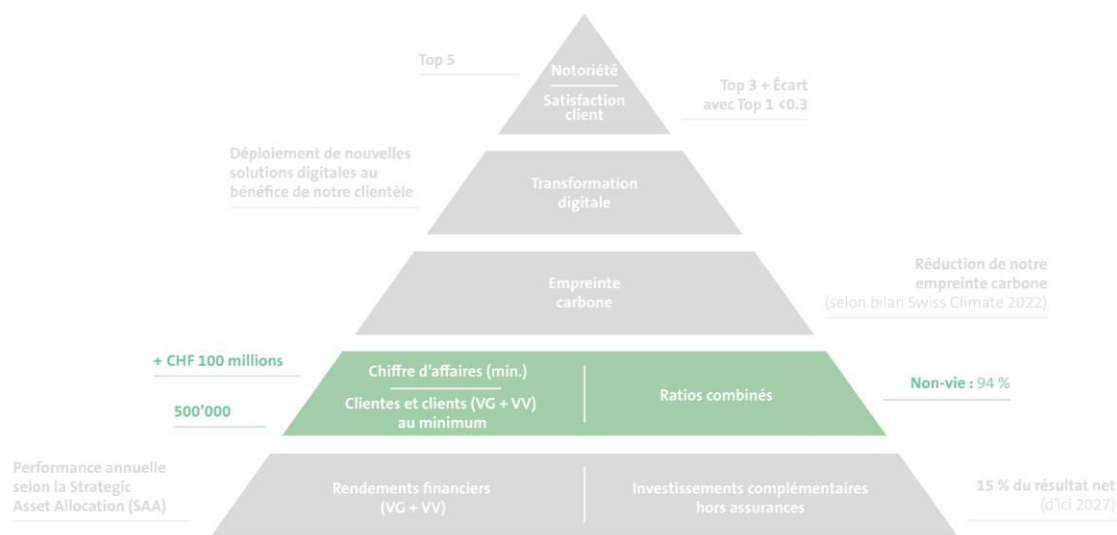 Top 5
Notoriété
Satisfaction
client
Top 3 + Écart
avec Top 1 <0.3
Déploiement de nouvelles
solutions digitales au
bénéfice de notre clientèle
Transformation
digitale
Empreinte
carbone
Réduction de notre
empreinte carbone
(selon bilan Swiss Climate 2022)
+ CHF 100 millions
500’000
Chiffre d’affaires (min.)
Clientes et clients (VG + VV)
au minimum
Ratios combinés
Non-vie : 94 %
Performance annuelle
selon la Strategic
Asset Allocation (SAA)
Rendements financiers
(VG + VV)
Investissements complémentaires
hors assurances
15 % du résultat net
(d’ici 2027)